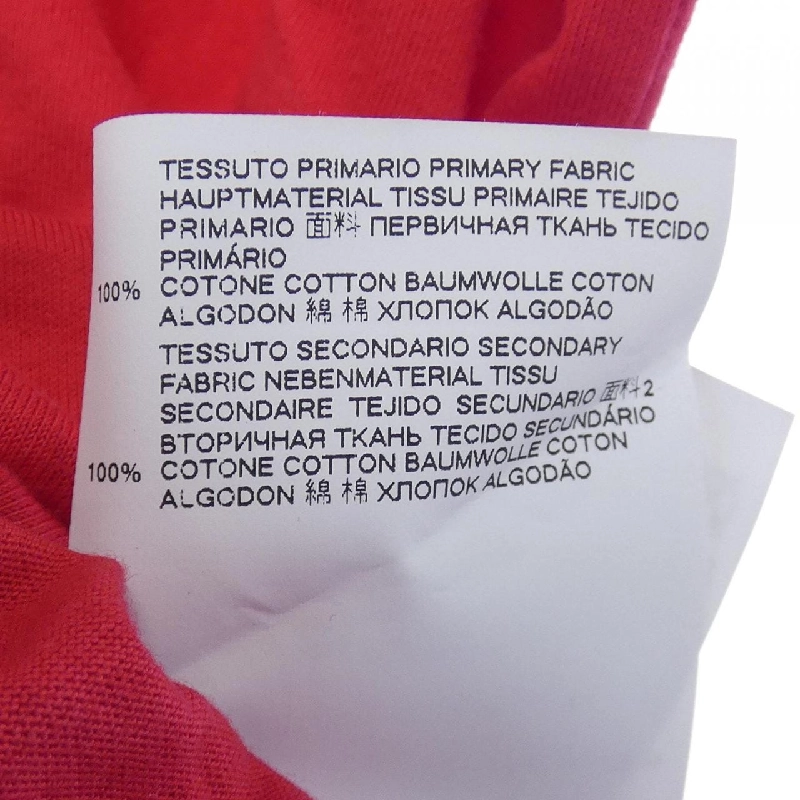 TESSUTO PRIMARIO PRIMARY FABRIC
HAUPTMATERIAL TISSU PRIMAIRE TEJIDO
PRIMARIO 面料 ПЕРВИЧНАЯ ТКАНЬ TECIDO
PRIMÁRIO
100% COTONE COTTON BAUMWOLLE COTON
ALGODON 綿 棉 ХЛОПОК ALGODÃO
TESSUTO SECONDARIO SECONDARY
FABRIC NEBENMATERIAL TISSU
SECONDAIRE TEJIDO SECUNDARIO 面料2
ВТОРИЧНАЯ ТКАНЬ TECIDO SECUNDÁRIO
100% COTONE COTTON BAUMWOLLE COTON
ALGODON 綿 棉 ХЛОПОК ALGODÃO